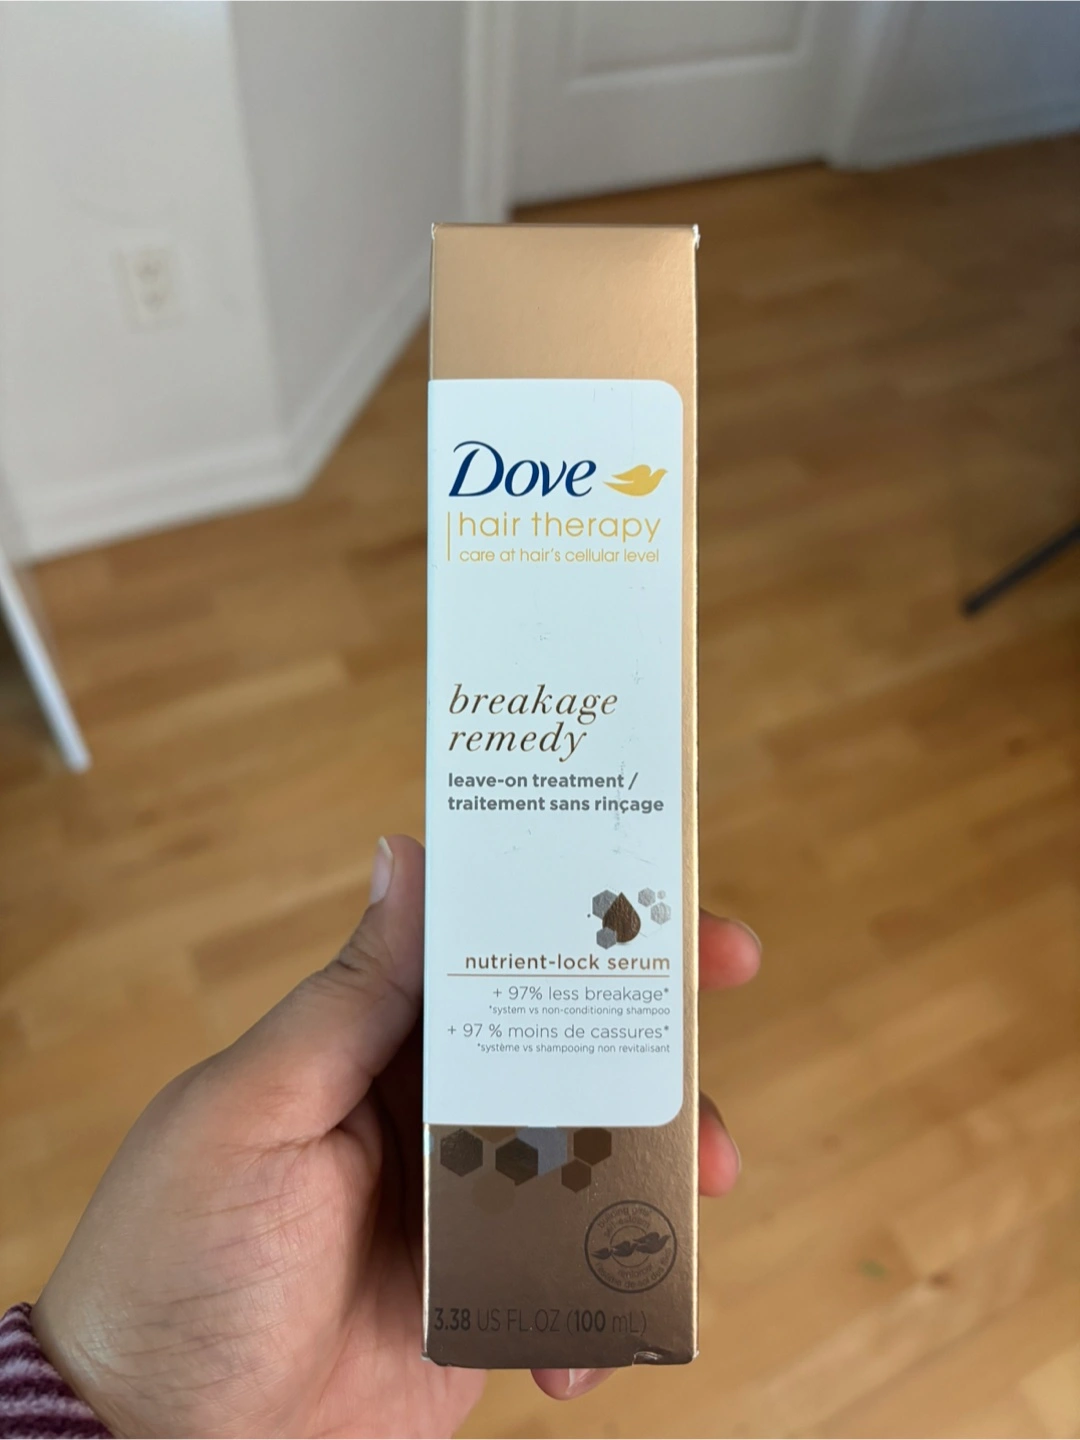 Dove
hair therapy
care at hair's cellular level
breakage
remedy
leave-on treatment /
traitement sans rinçage
nutrient-lock serum
+ 97% less breakage*
*system vs non-conditioning shampoo
+ 97 % moins de cassures*
*système vs shampooing non revitalisant
3.38 US FL.OZ (100 mL)